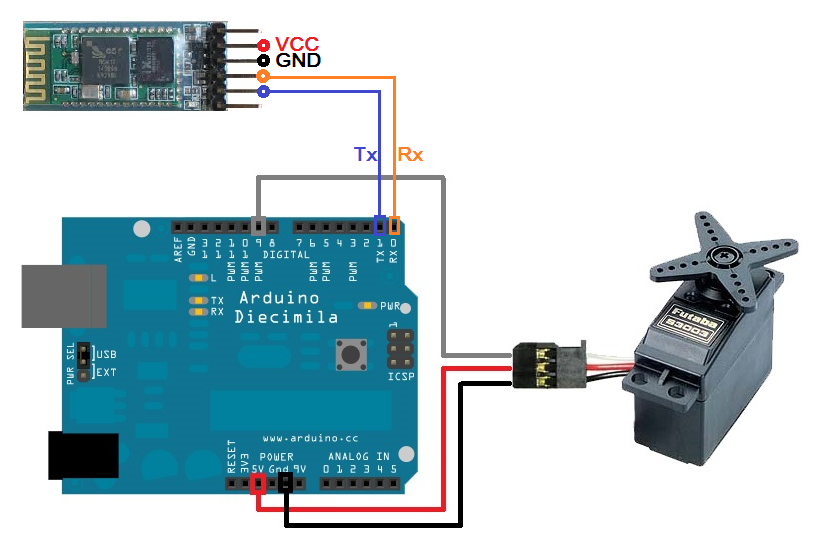 VCC
GND
Tx Rx
AREF
GND
13
12
11
10
9
8
7
6
5
4
3
2
1
0
PWM
PWM
PWM
PWM
PWM
PWM
TX
RX
DIGITAL
L
TX
RX
Arduino
Diecimila
PWR
1
ICSP
PWR SEL
USB
EXT
www.arduino.cc
POWER
ANALOG IN
RESET
3V3
5V Gnd 9V
0 1 2 3 4 5
Futaba
S3003